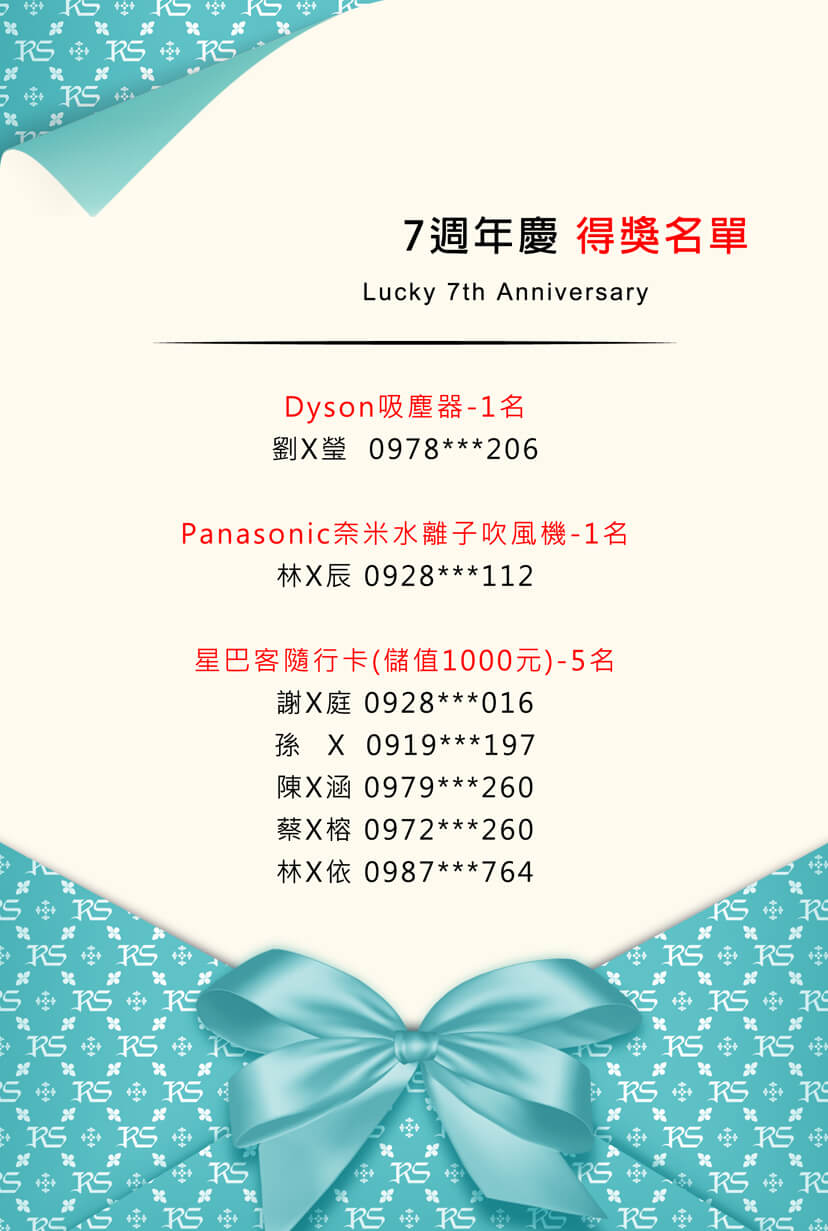 7週年慶 得獎名單
Lucky 7th Anniversary
Dyson吸塵器-1名
劉X瑩 0978***206
Panasonic奈米水離子吹風機-1名
林X辰 0928***112
星巴客隨行卡(儲值1000元)-5名
謝X庭 0928***016
孫 X 0919***197
陳X涵 0979***260
蔡X榕 0972***260
林X依 0987***764